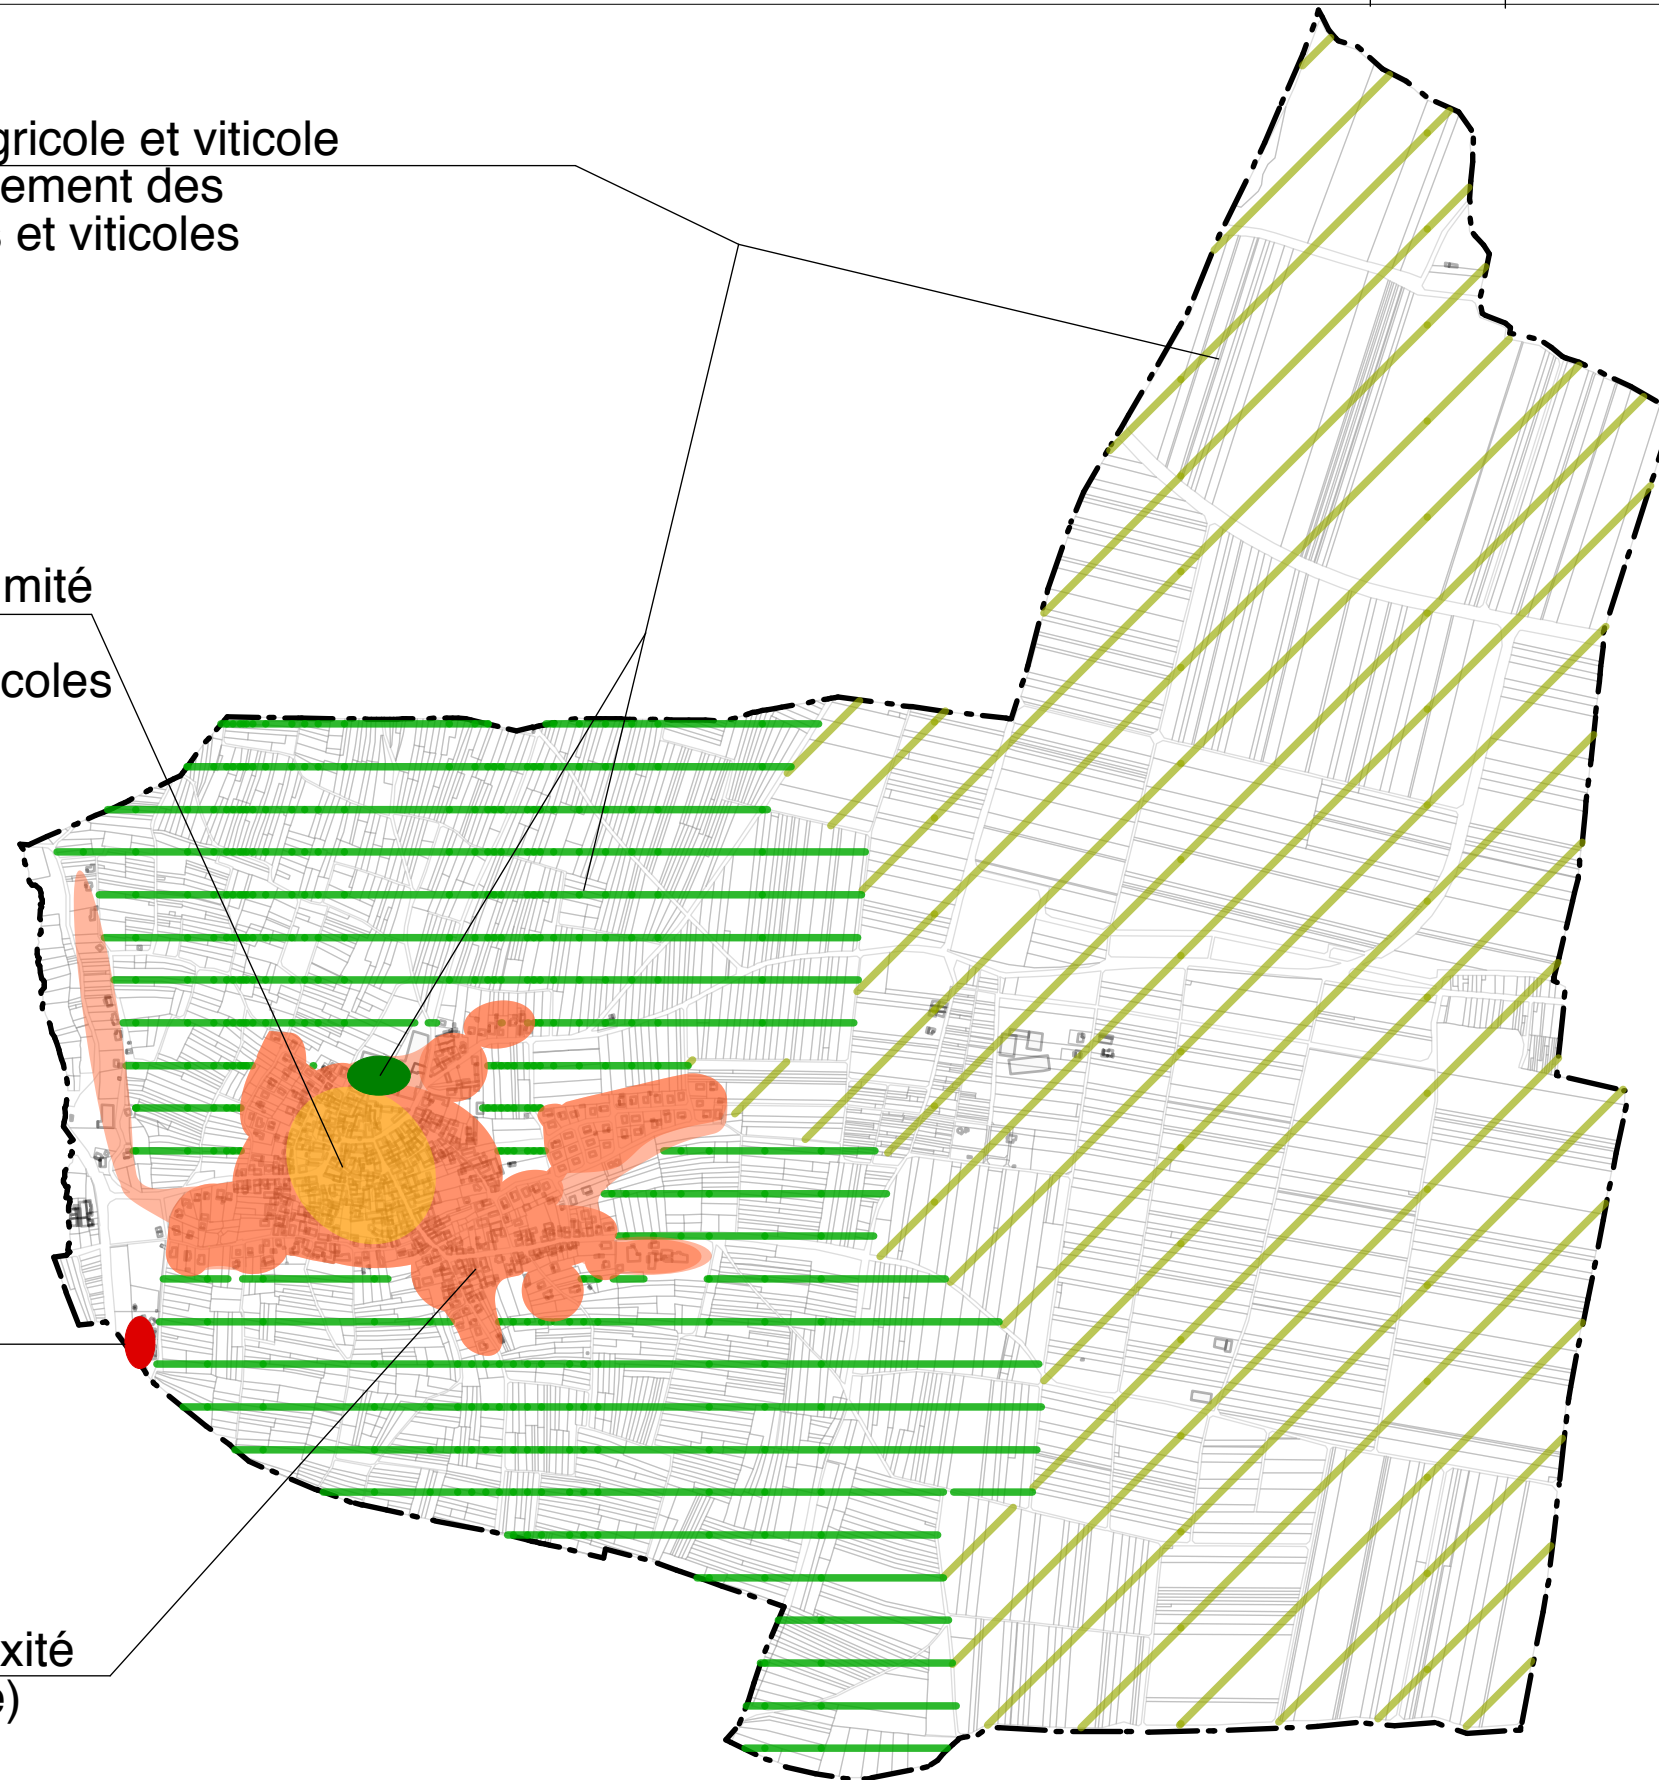 gricole et viticole
ement des
et viticoles
mité
coles
xité